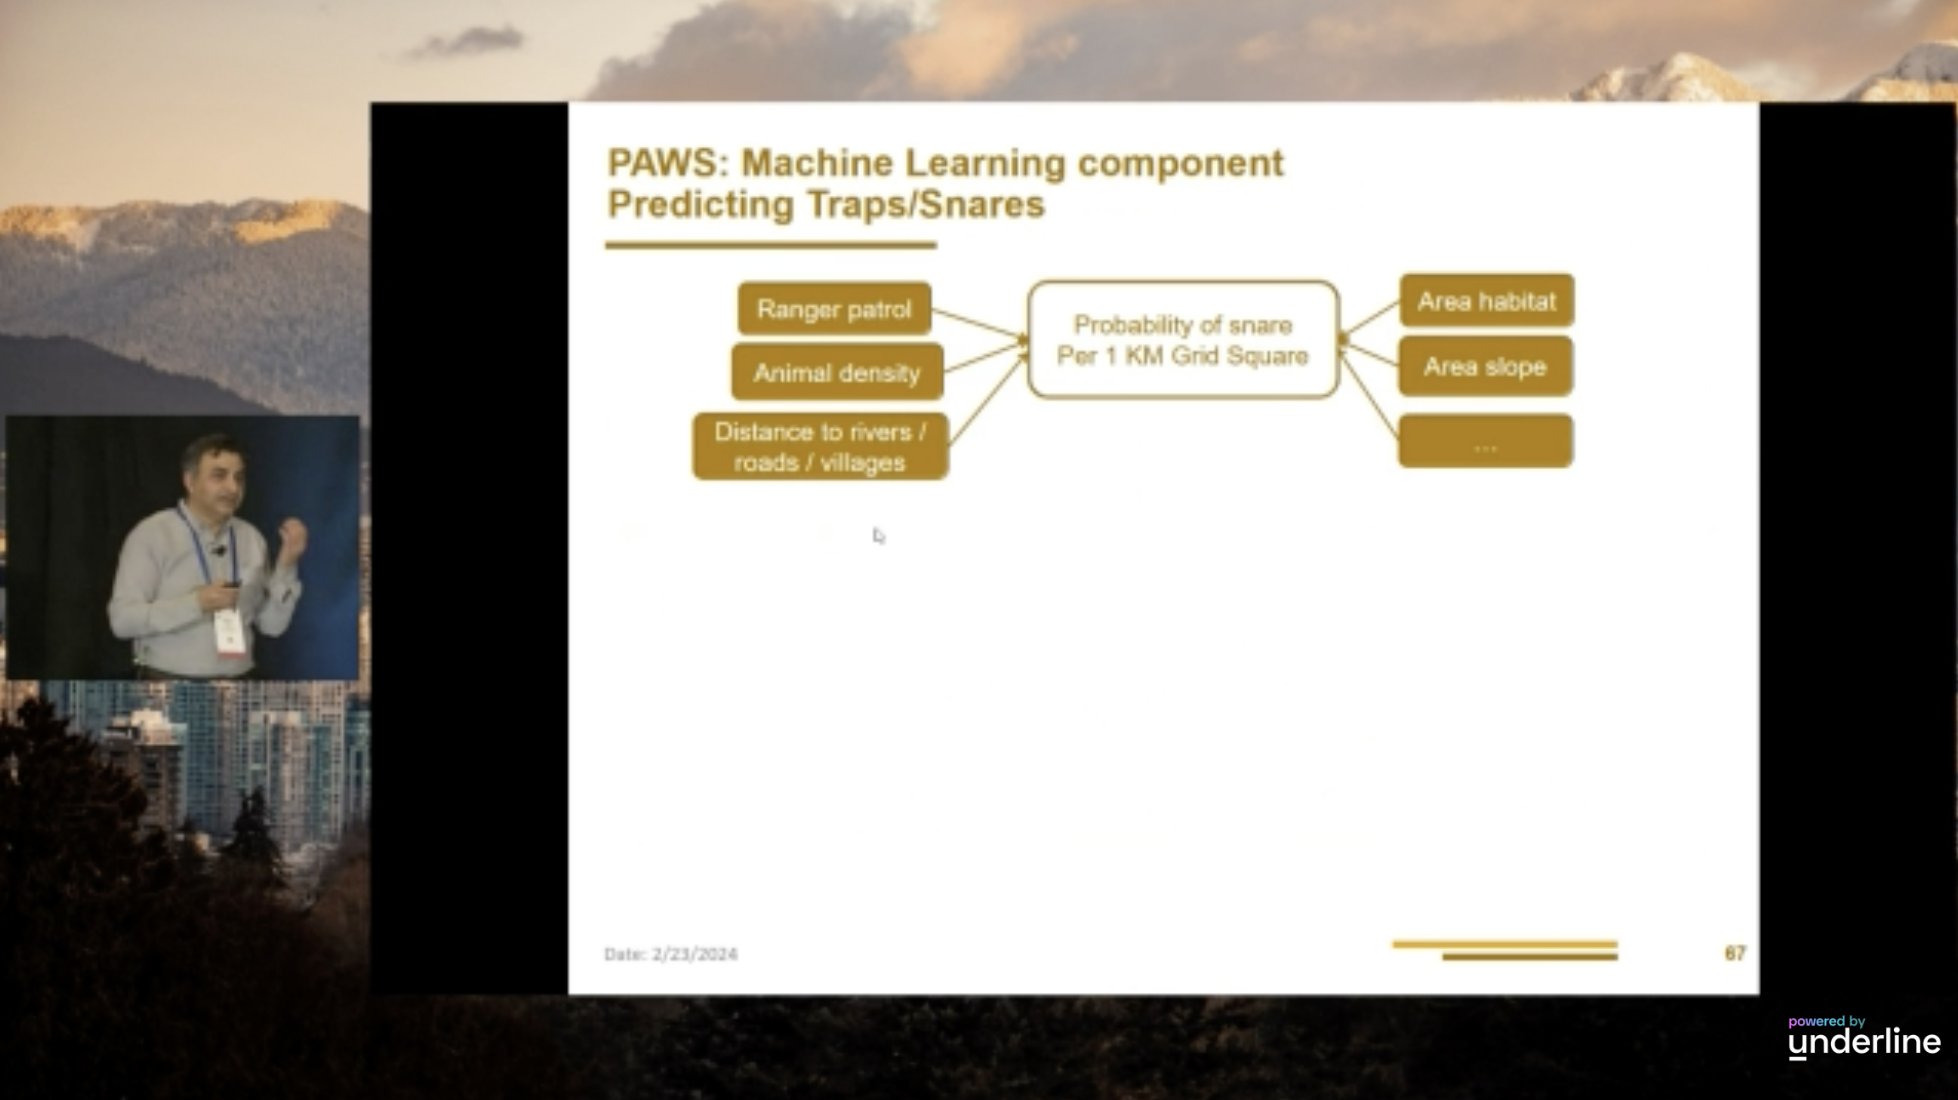 PAWS: Machine Learning component
Predicting Traps/Snares
Ranger patrol
Animal density
Distance to rivers /
roads / villages
Probability of snare
Per 1 KM Grid Square
Area habitat
Area slope
...
Date: 2/23/2024
67
powered by
underline